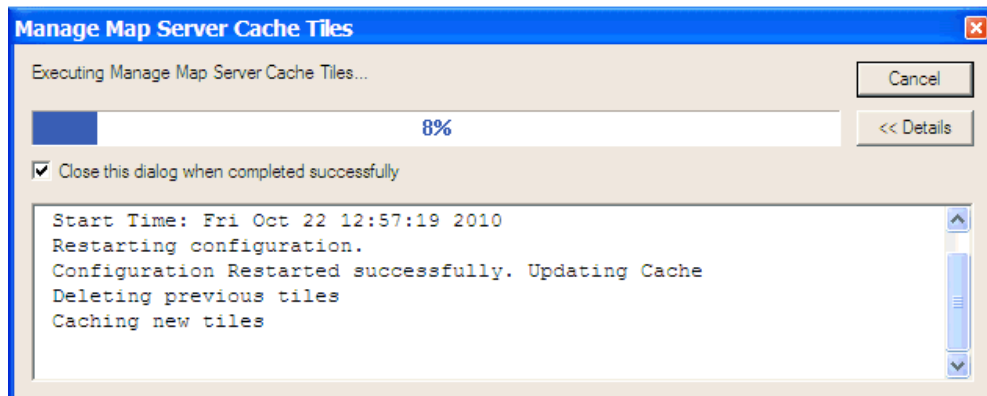 Manage Map Server Cache Tiles
Executing Manage Map Server Cache Tiles...
Cancel
8%
<< Details
Close this dialog when completed successfully
Start Time: Fri Oct 22 12:57:19 2010
Restarting configuration.
Configuration Restarted successfully. Updating Cache
Deleting previous tiles
Caching new tiles